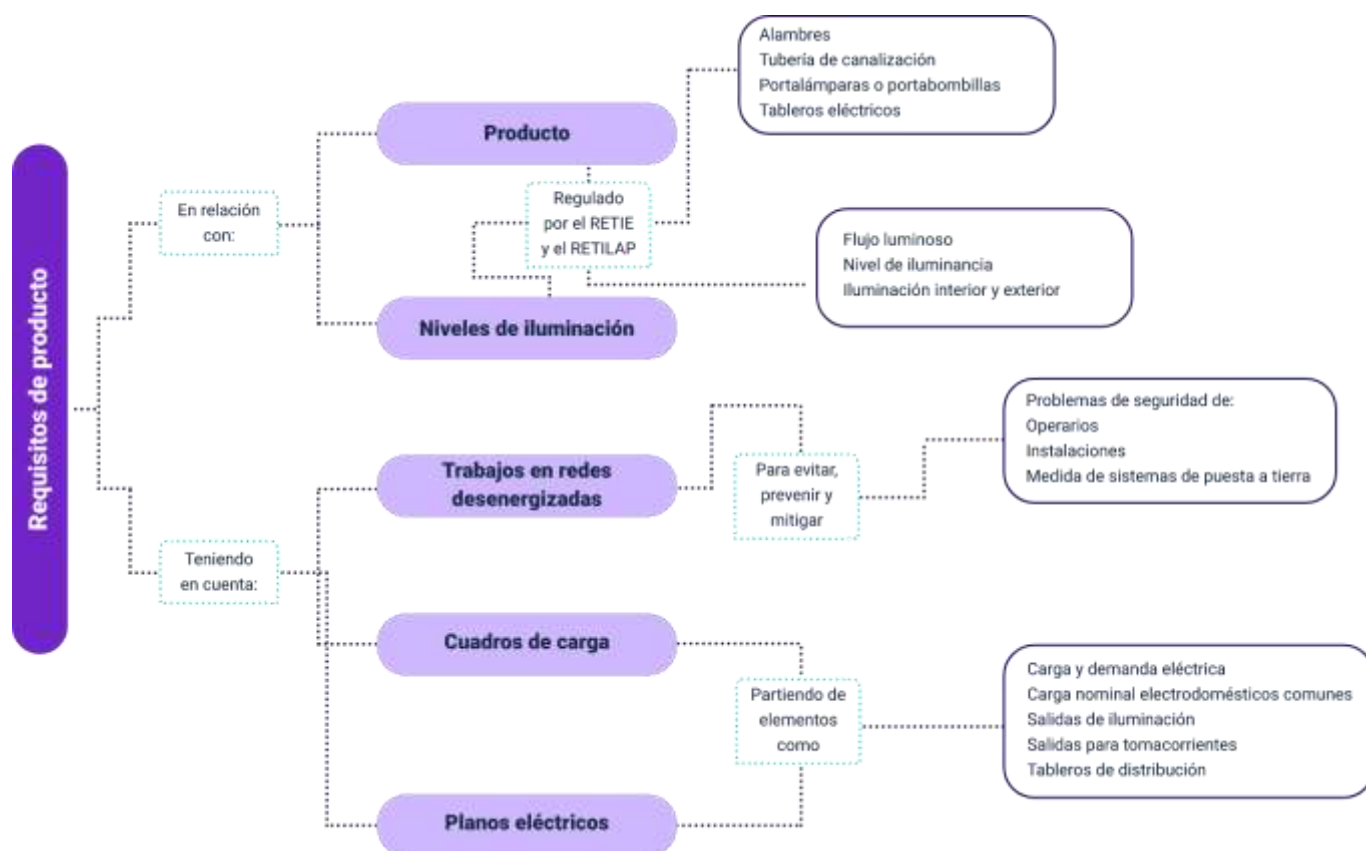 Requisitos de producto
En relación
con:
Producto
Regulado
por el RETIE
y el RETILAP
Niveles de iluminación
Alambres
Tubería de canalización
Portalámparas o portabombillas
Tableros eléctricos
Flujo luminoso
Nivel de iluminancia
Iluminación interior y exterior
Teniendo
en cuenta:
Trabajos en redes
desenergizadas
Para evitar,
prevenir y
mitigar
Problemas de seguridad de:
Operarios
Instalaciones
Medida de sistemas de puesta a tierra
Cuadros de carga
Partiendo de
elementos
como
Planos eléctricos
Carga y demanda eléctrica
Carga nominal electrodomésticos comunes
Salidas de iluminación
Salidas para tomacorrientes
Tableros de distribución